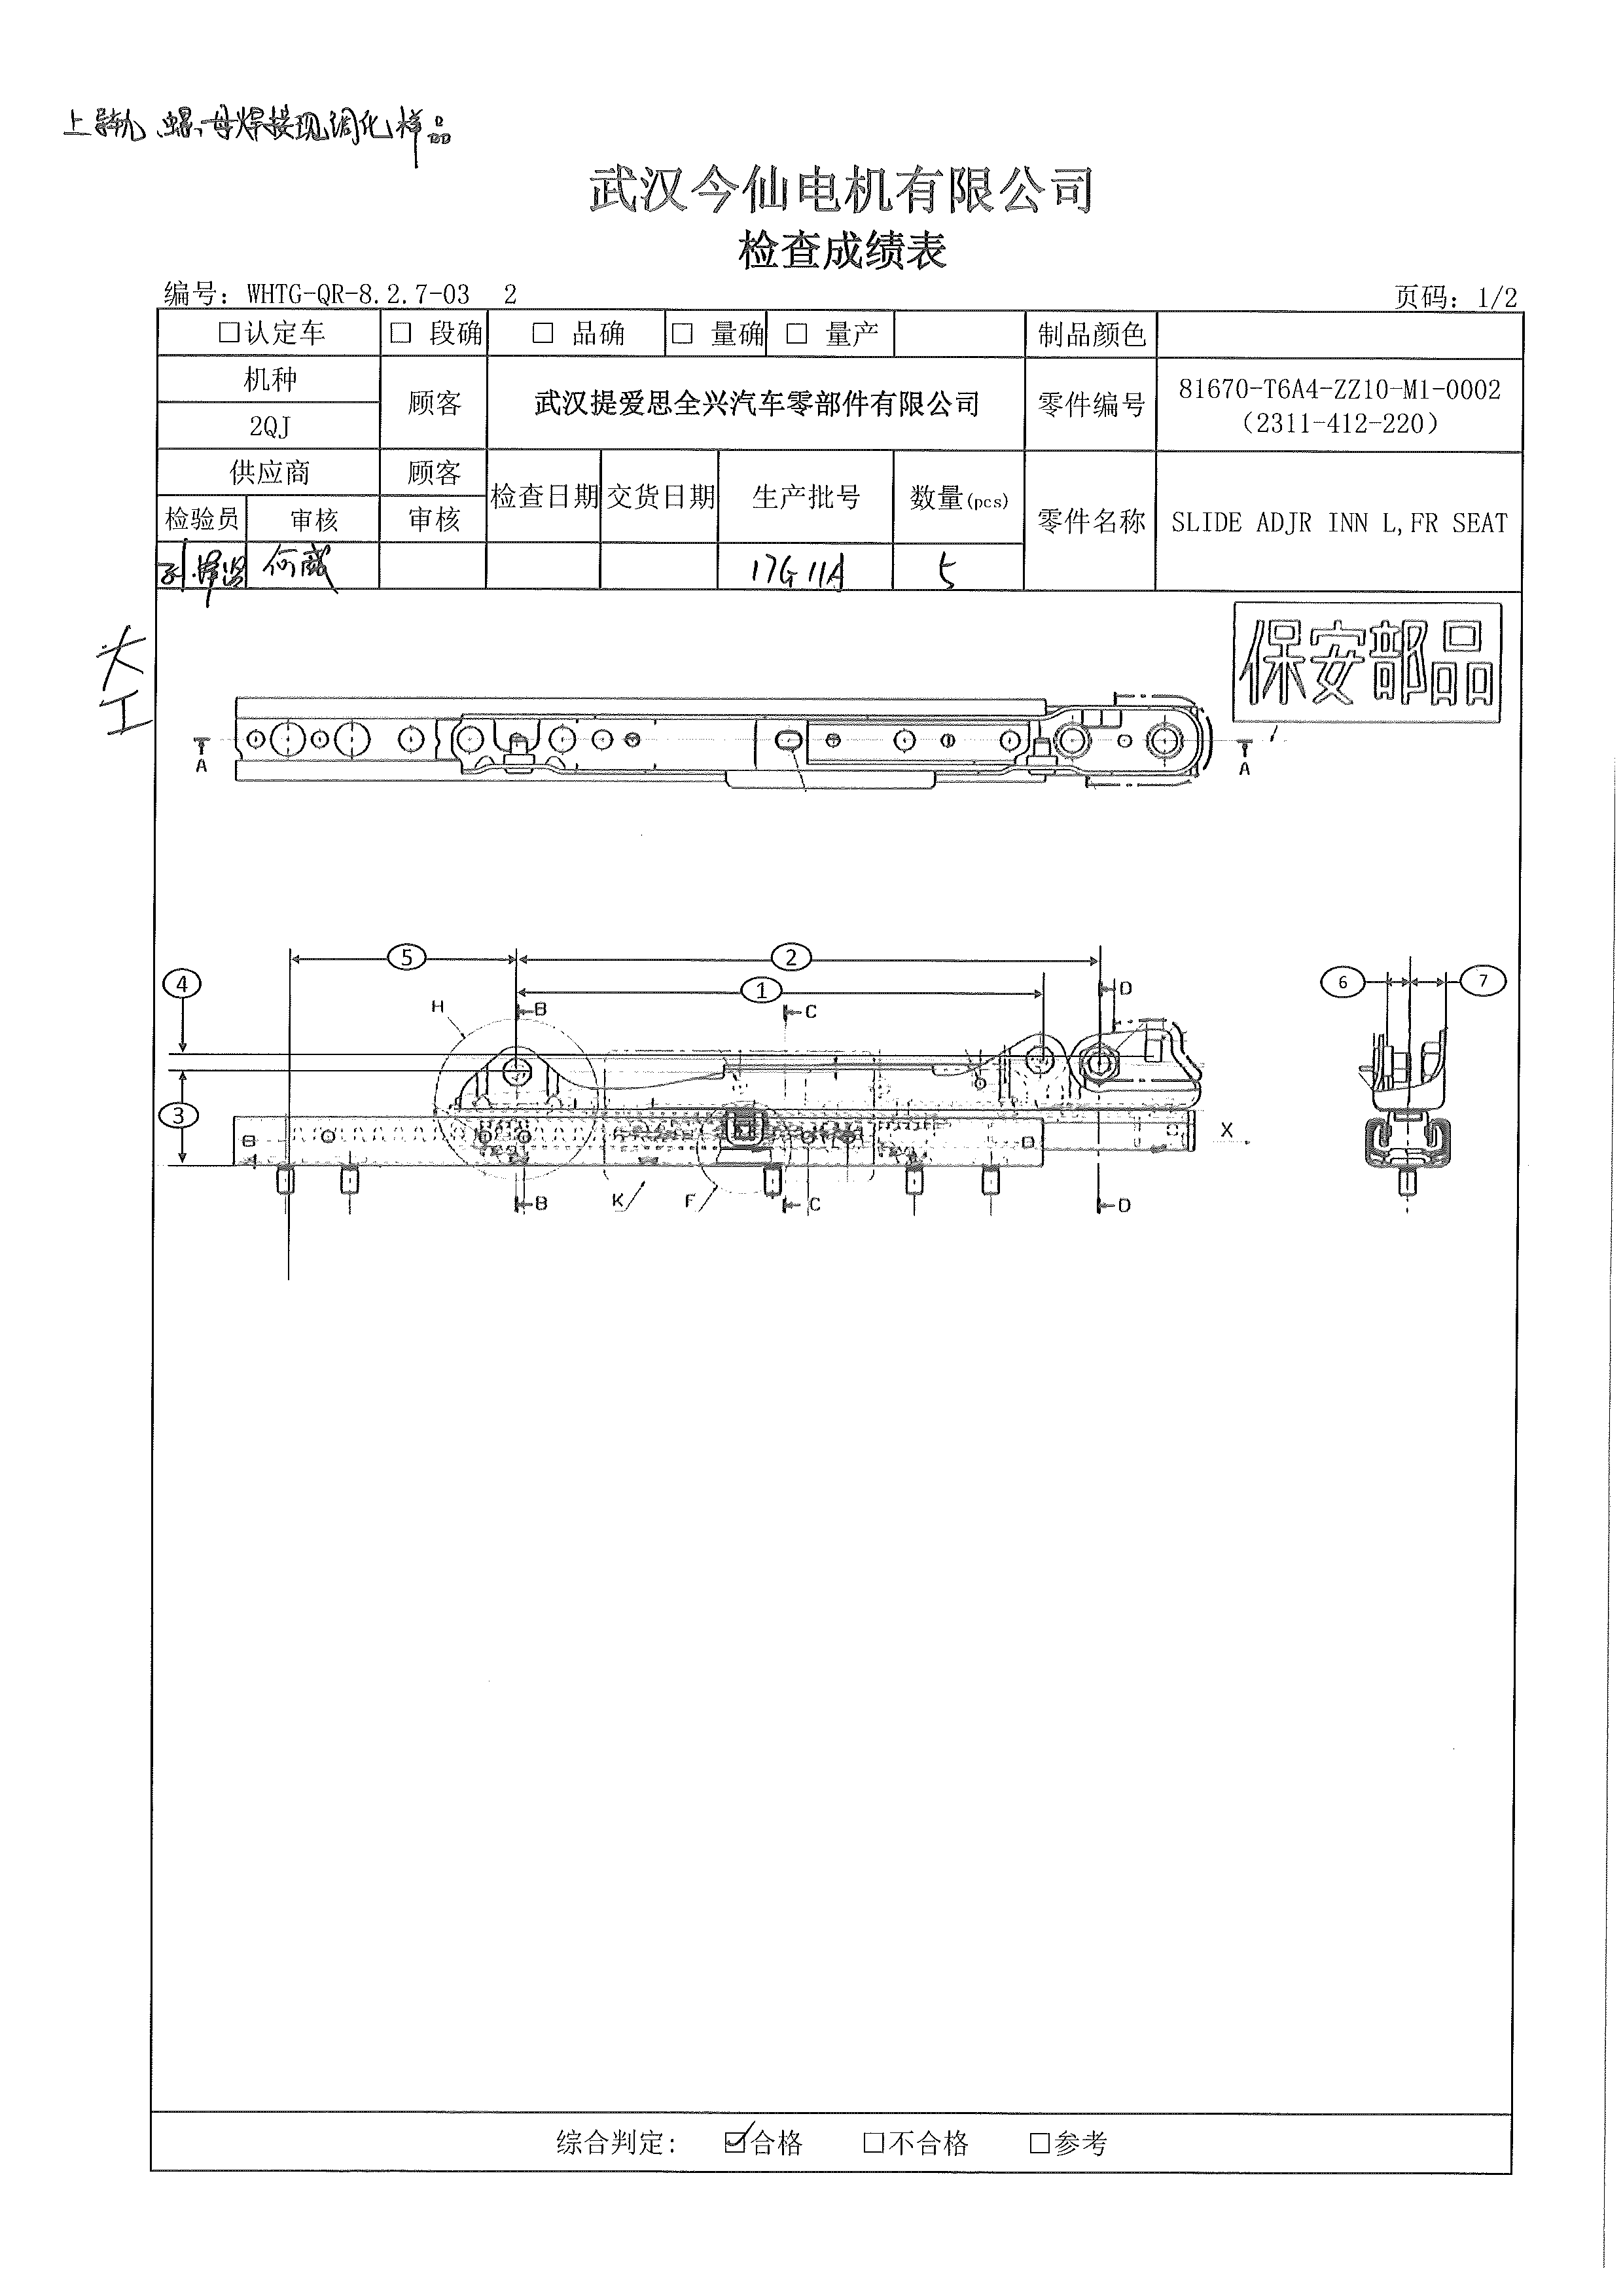 上导轨、螺母焊接现调化样品
武汉今仙电机有限公司
检查成绩表
编号: WHTG-QR-8.2.7-03 2
页码: 1/2
□认定车 □ 段确 □ 品确 □ 量确 □ 量产 制品颜色
机种 顾客 武汉提爱思全兴汽车零部件有限公司 零件编号 81670-T6A4-ZZ10-M1-0002
2QJ (2311-412-220)
供应商 顾客 检查日期 交货日期 生产批号 数量(pcs) 零件名称 SLIDE ADJR INN L,FR SEAT
检验员 审核 审核
何威 17G11A 5
保安部品
A A
5 2
4 1 6 7
H B C D
3 X
B K F C D
综合判定: ☑合格 □不合格 □参考